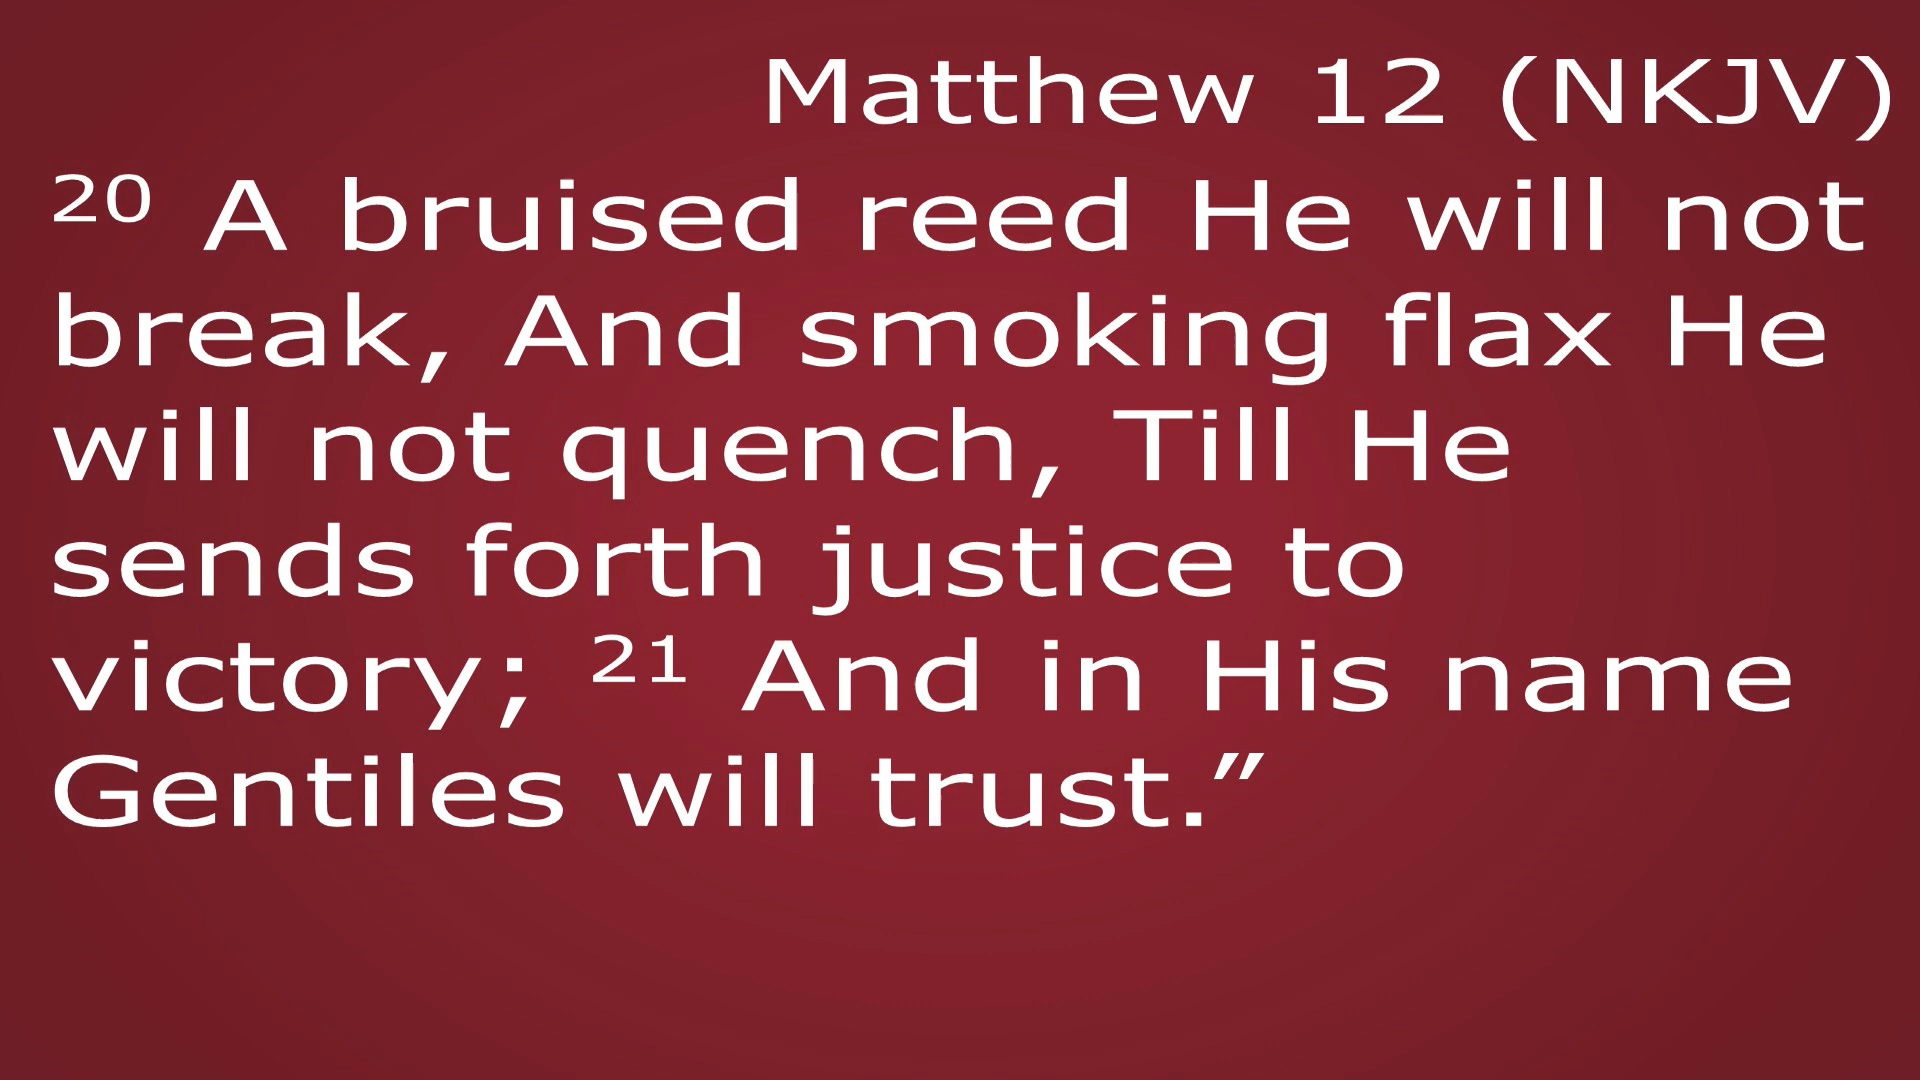 Matthew 12 (NKJV)
²⁰ A bruised reed He will not
break, And smoking flax He
will not quench, Till He
sends forth justice to
victory; ²¹ And in His name
Gentiles will trust.”